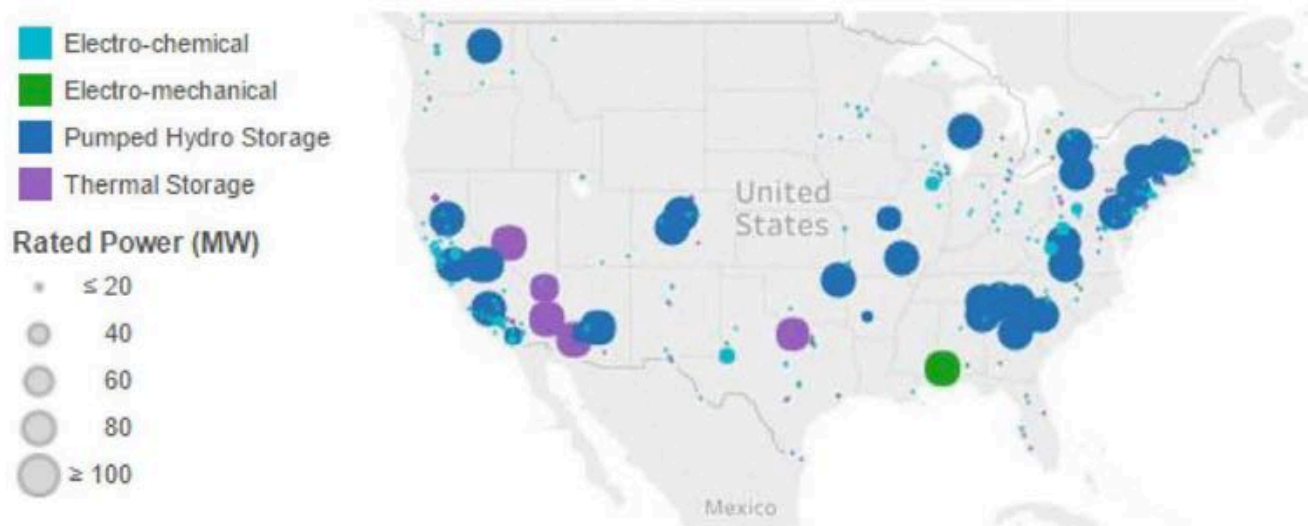 Electro-chemical
Electro-mechanical
Pumped Hydro Storage
Thermal Storage
Rated Power (MW)
≤ 20
40
60
80
≥ 100
United
States
Mexico